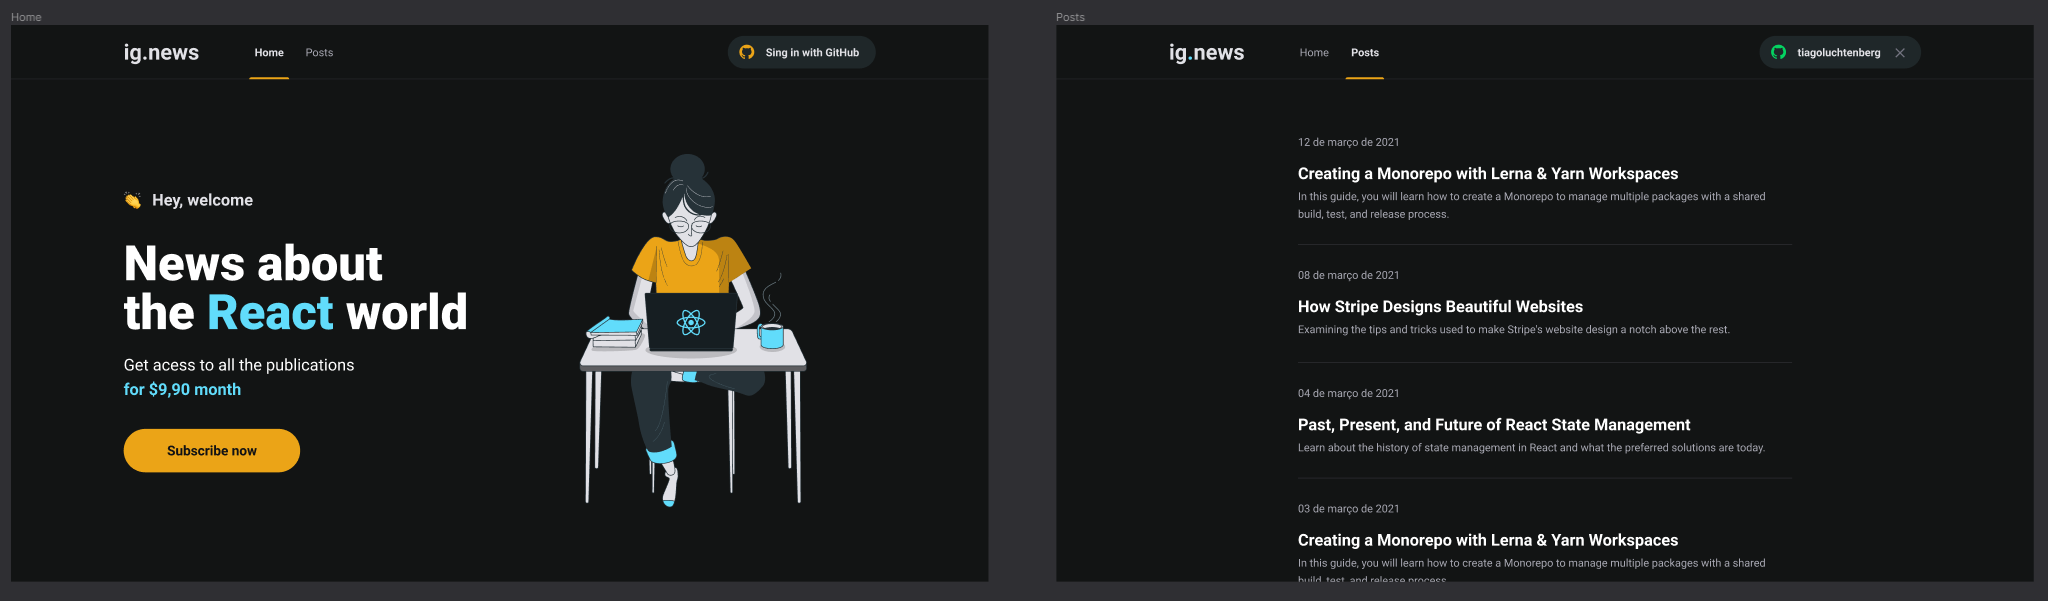 Home
ig.news
Home
Posts
Sing in with GitHub
👏 Hey, welcome
News about
the React world
Get acess to all the publications
for $9,90 month
Subscribe now
Posts
ig.news
Home
Posts
tiagoluchtenberg
12 de março de 2021
Creating a Monorepo with Lerna & Yarn Workspaces
In this guide, you will learn how to create a Monorepo to manage multiple packages with a shared
build, test, and release process.
08 de março de 2021
How Stripe Designs Beautiful Websites
Examining the tips and tricks used to make Stripe's website design a notch above the rest.
04 de março de 2021
Past, Present, and Future of React State Management
Learn about the history of state management in React and what the preferred solutions are today.
03 de março de 2021
Creating a Monorepo with Lerna & Yarn Workspaces
In this guide, you will learn how to create a Monorepo to manage multiple packages with a shared
build, test, and release process.